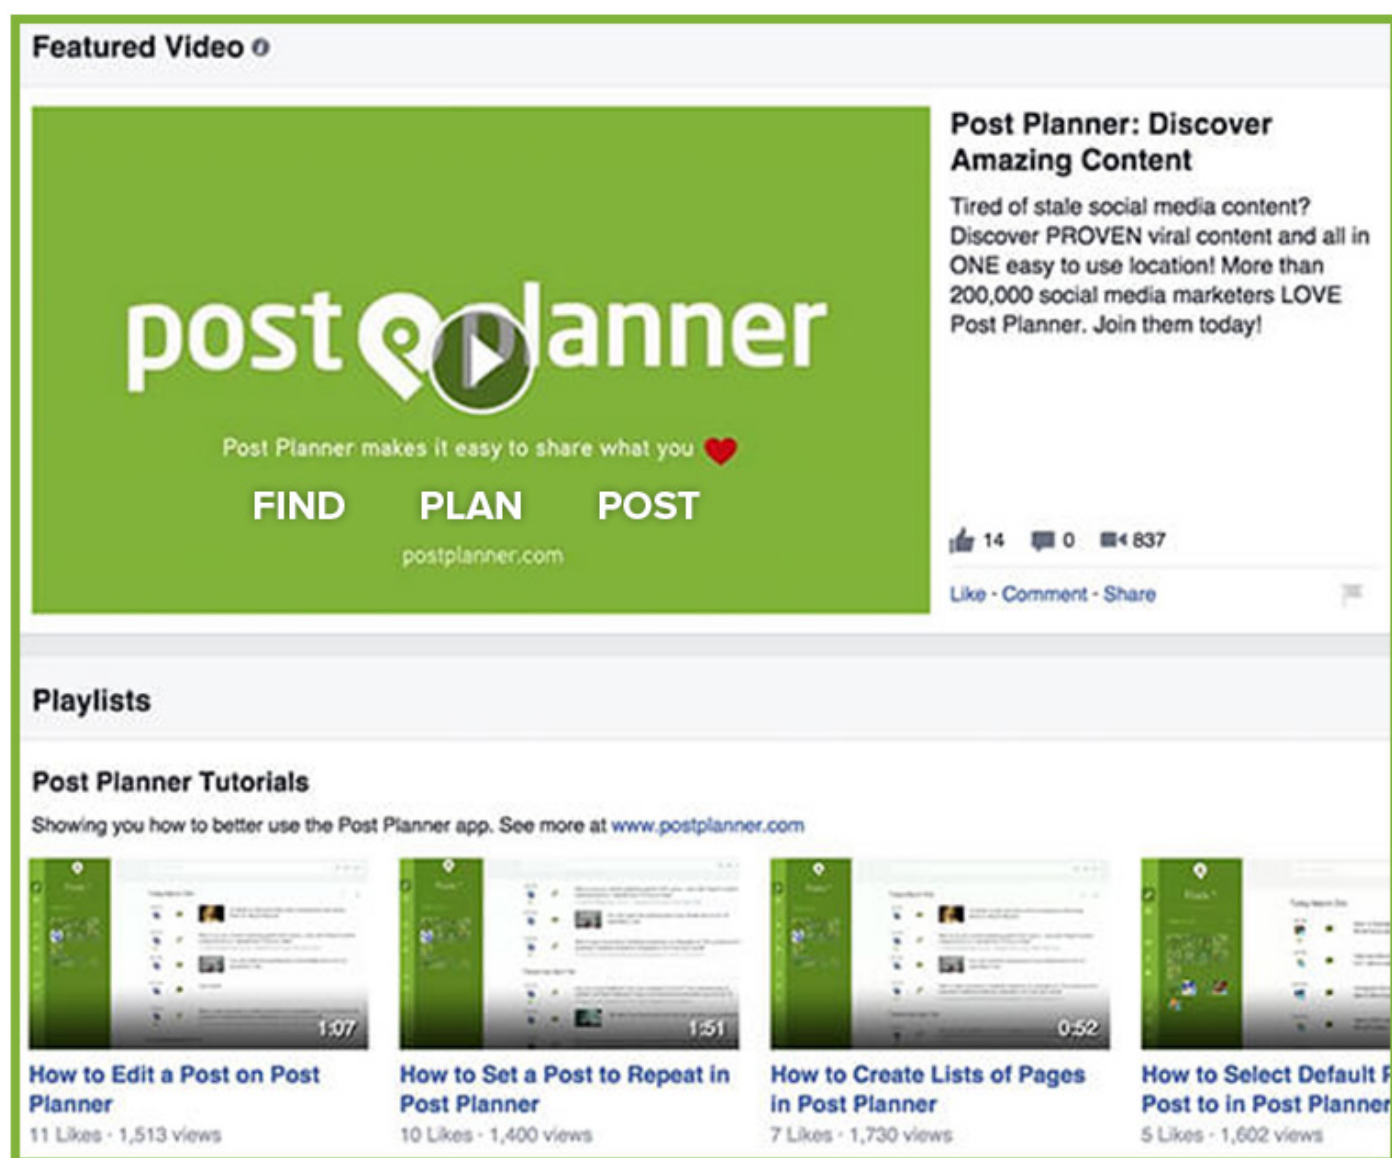 Featured Video
Post Planner: Discover
Amazing Content
Tired of stale social media content?
Discover PROVEN viral content and all in
ONE easy to use location! More than
200,000 social media marketers LOVE
Post Planner. Join them today!
post planner
Post Planner makes it easy to share what you
FIND PLAN POST
postplanner.com
14 0 837
Like · Comment · Share
Playlists
Post Planner Tutorials
Showing you how to better use the Post Planner app. See more at www.postplanner.com
1:07
1:51
0:52
How to Edit a Post on Post
Planner
11 Likes · 1,513 views
How to Set a Post to Repeat in
Post Planner
10 Likes · 1,400 views
How to Create Lists of Pages
in Post Planner
7 Likes · 1,730 views
How to Select Default
Post to in Post Planner
5 Likes · 1,602 views